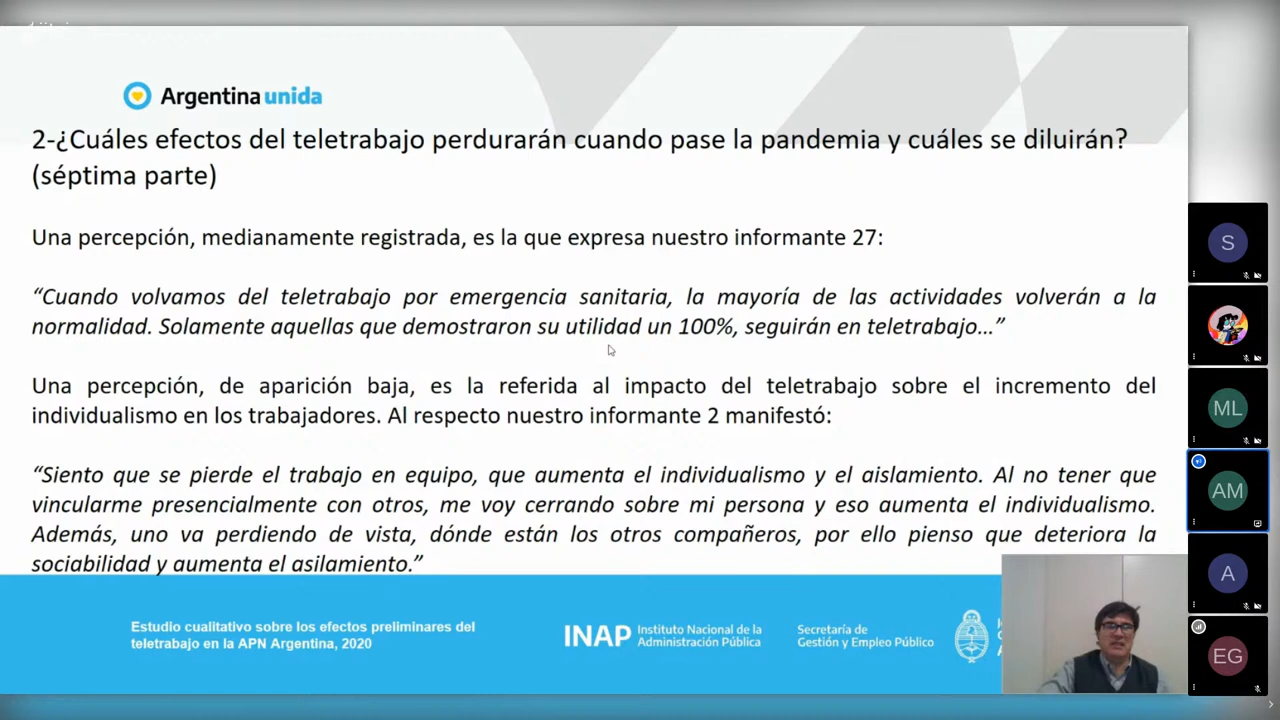 Argentina unida
2-¿Cuáles efectos del teletrabajo perdurarán cuando pase la pandemia y cuáles se diluirán?
(séptima parte)
Una percepción, medianamente registrada, es la que expresa nuestro informante 27:
“Cuando volvamos del teletrabajo por emergencia sanitaria, la mayoría de las actividades volverán a la
normalidad. Solamente aquellas que demostraron su utilidad un 100%, seguirán en teletrabajo…”
Una percepción, de aparición baja, es la referida al impacto del teletrabajo sobre el incremento del
individualismo en los trabajadores. Al respecto nuestro informante 2 manifestó:
“Siento que se pierde el trabajo en equipo, que aumenta el individualismo y el aislamiento. Al no tener que
vincularme presencialmente con otros, me voy cerrando sobre mi persona y eso aumenta el individualismo.
Además, uno va perdiendo de vista, dónde están los otros compañeros, por ello pienso que deteriora la
sociabilidad y aumenta el asilamiento.”
Estudio cualitativo sobre los efectos preliminares del
teletrabajo en la APN Argentina, 2020
INAP
Instituto Nacional de la
Administración Pública
Secretaría de
Gestión y Empleo Público
S
ML
AM
A
EG